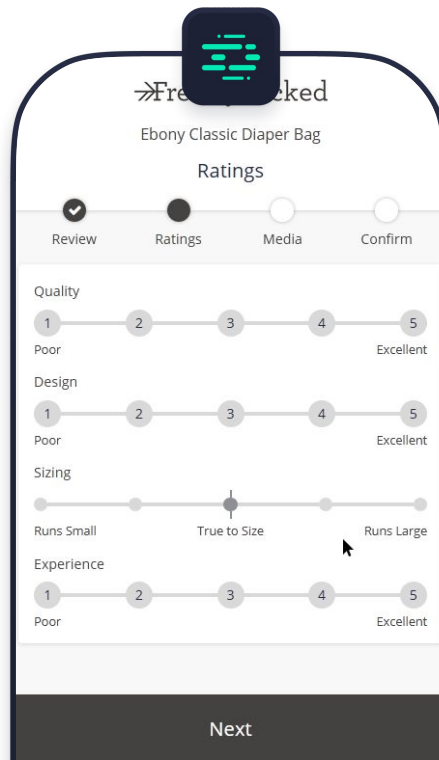 Ebony Classic Diaper Bag
Ratings
Review Ratings Media Confirm
Quality
1 2 3 4 5
Poor Excellent
Design
1 2 3 4 5
Poor Excellent
Sizing
Runs Small True to Size Runs Large
Experience
1 2 3 4 5
Poor Excellent
Next